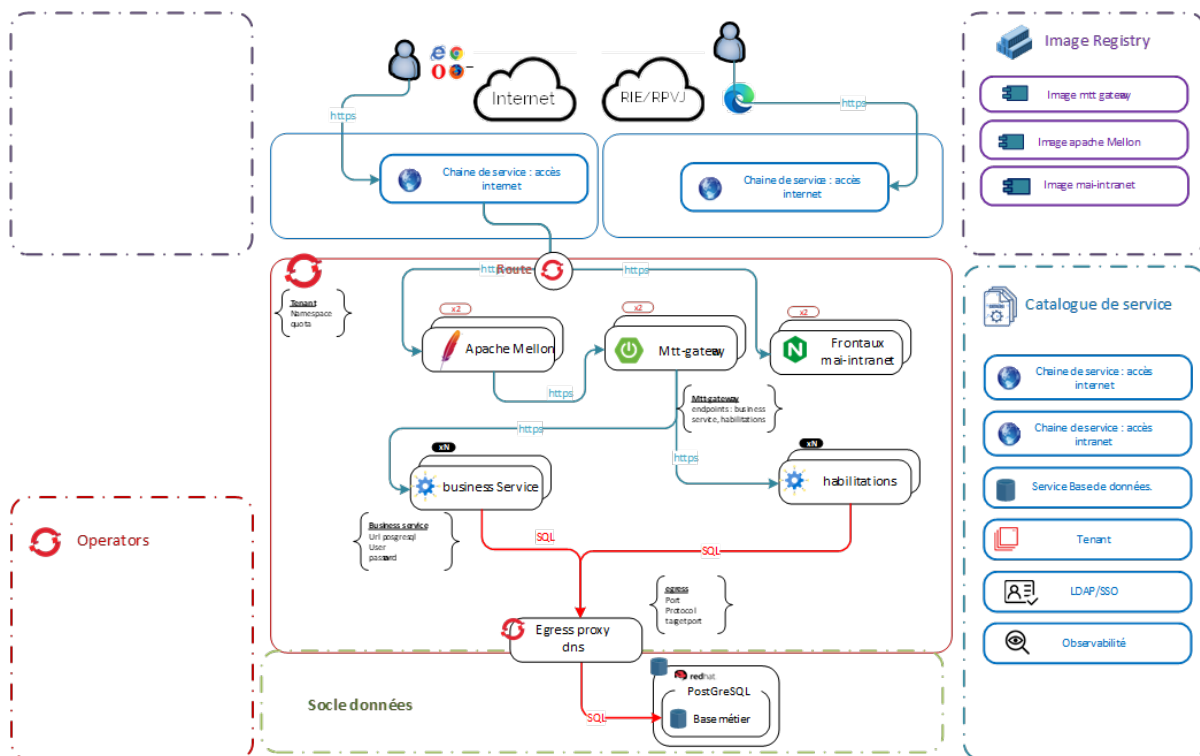 Internet
RIE/RPVJ
https
https
Chaine de service : accès
internet
Chaine de service : accès
internet
Image Registry
Image mtt gateway
Image apache Mellon
Image mai-intranet
https
Route
https
Tenant
Namespace
quota
x2
Apache Mellon
x2
Mtt-gateway
x2
Frontaux
mai-intranet
https
Mtt-gateway
endpoints : business
service, habilitations
https
https
xN
business Service
xN
habilitations
Business service
Url posgresql
User
password
SQL
SQL
egress
Port
Protocol
target port
Egress proxy
dns
Operators
Socle données
redhat
PostGreSQL
Base métier
SQL
Catalogue de service
Chaine de service : accès
internet
Chaine de service : accès
intranet
Service Base de données.
Tenant
LDAP/SSO
Observabilité